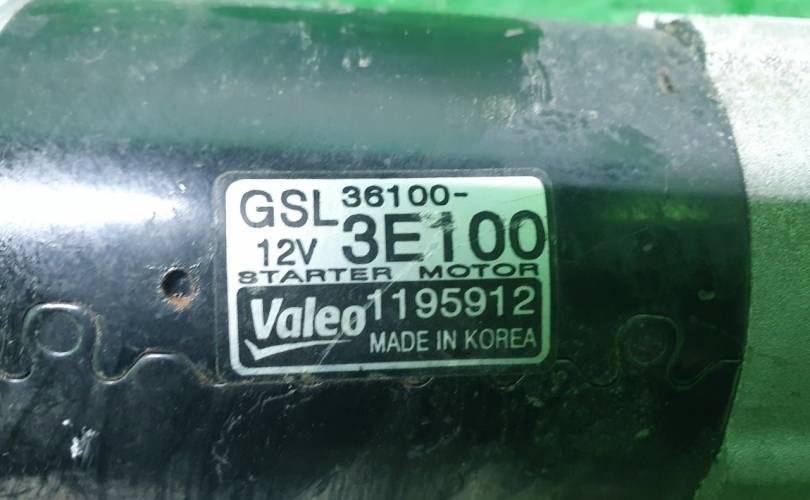 GSL 36100-
12V 3E100
STARTER MOTOR
Valeo 1195912
MADE IN KOREA